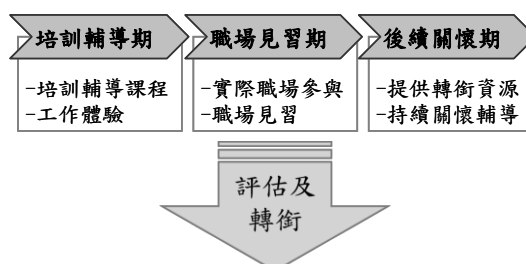 培訓輔導期
-培訓輔導課程
-工作體驗
職場見習期
-實際職場參與
-職場見習
後續關懷期
-提供轉銜資源
-持續關懷輔導
評估及
轉銜